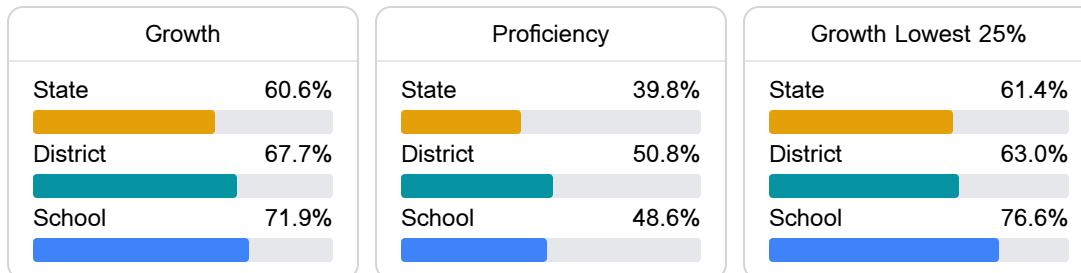 Growth
State 60.6%
District 67.7%
School 71.9%
Proficiency
State 39.8%
District 50.8%
School 48.6%
Growth Lowest 25%
State 61.4%
District 63.0%
School 76.6%